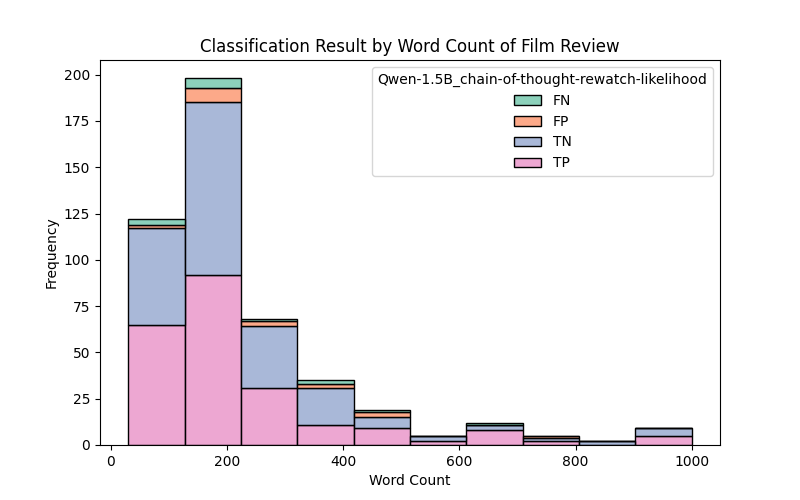 Classification Result by Word Count of Film Review
Qwen-1.5B_chain-of-thought-rewatch-likelihood
FN
FP
TN
TP
200
175
150
125
100
75
50
25
0
Frequency
0 200 400 600 800 1000
Word Count